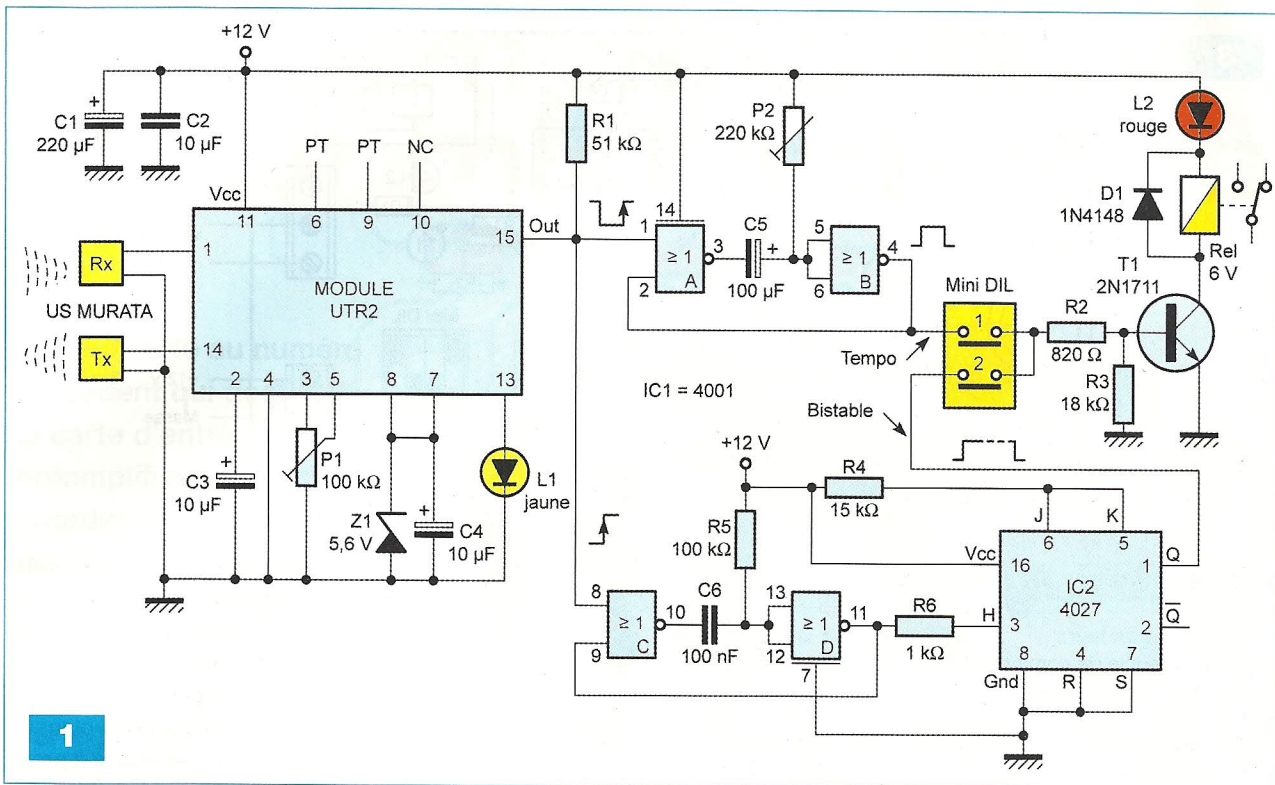 +12 V
C1
220 µF
+
C2
10 µF
PT
PT
NC
Vcc
11
6
9
10
1
15
Out
Rx
US MURATA
Tx
MODULE
UTR2
14
2
4
3
5
8
7
13
C3
10 µF
+
P1
100 kΩ
Z1
5,6 V
C4
10 µF
+
L1
jaune
R1
51 kΩ
P2
220 kΩ
14
1
2
≥ 1
A
3
C5
+
100 µF
5
6
≥ 1
B
4
Mini DIL
1
2
Tempo
IC1 = 4001
Bistable
R2
820 Ω
R3
18 kΩ
T1
2N1711
L2
rouge
D1
1N4148
Rel
6 V
+12 V
R4
15 kΩ
R5
100 kΩ
8
9
≥ 1
C
10
C6
100 nF
13
12
≥ 1
D
7
11
R6
1 kΩ
J
K
6
5
Vcc
16
1
Q
IC2
4027
H
3
2
Q̅
8
4
7
Gnd
R
S
1